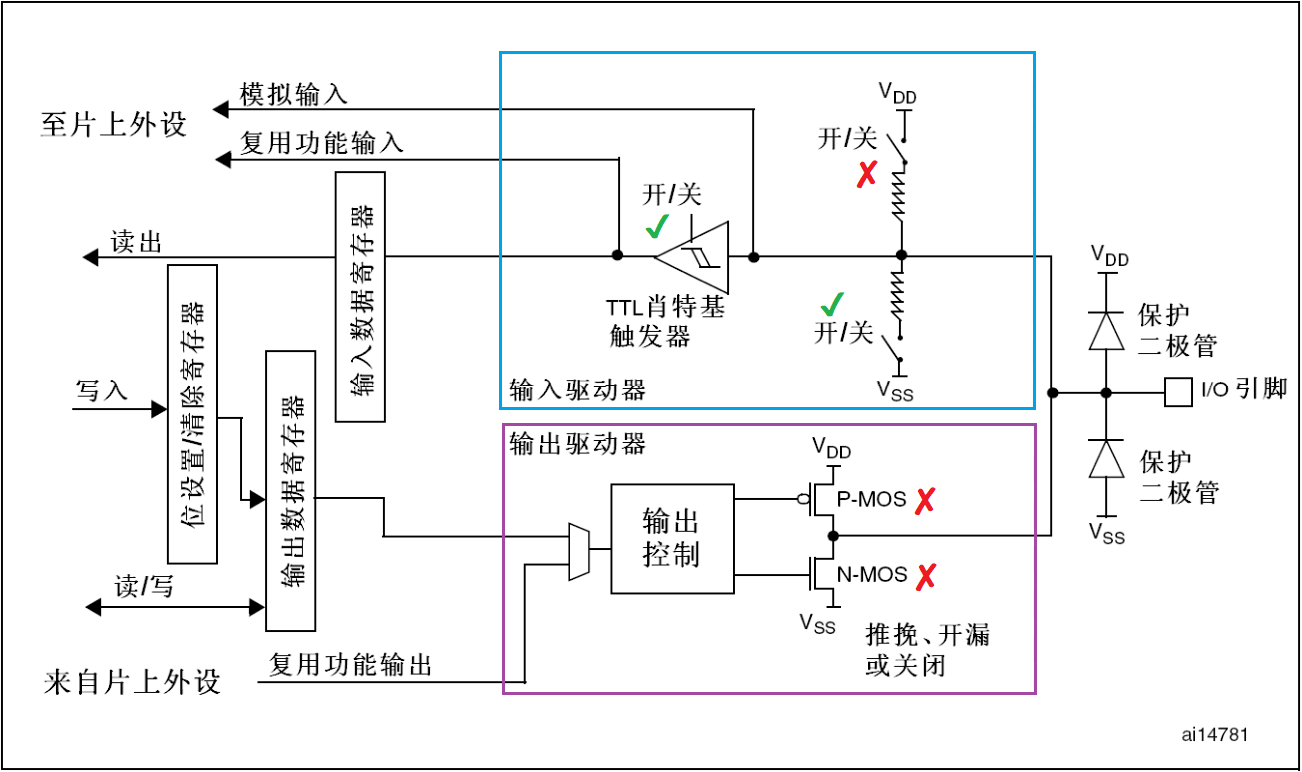 模拟输入
至片上外设
复用功能输入
开/关
读出
TTL肖特基
触发器
输入数据寄存器
VDD
开/关
开/关
VSS
输入驱动器
VDD
保护
二极管
I/O 引脚
保护
二极管
VSS
写入
位设置/清除寄存器
输出数据寄存器
读/写
输出驱动器
VDD
P-MOS
输出
控制
N-MOS
VSS
推挽、开漏
或关闭
复用功能输出
来自片上外设
ai14781